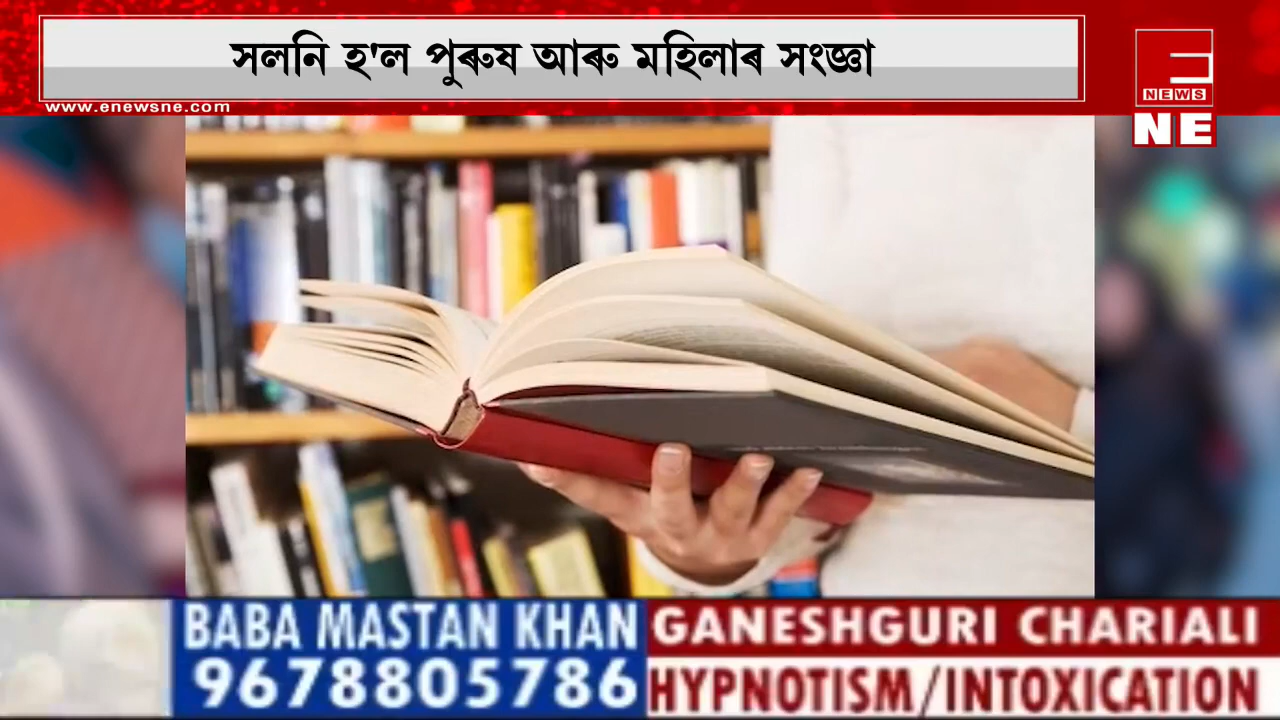 সলনি হ'ল পুৰুষ আৰু মহিলাৰ সংজ্ঞা
www.enewsne.com
E
NEWS
NE
BABA MASTAN KHAN
9678805786
GANESHGURI CHARIALI
HYPNOTISM/INTOXICATION